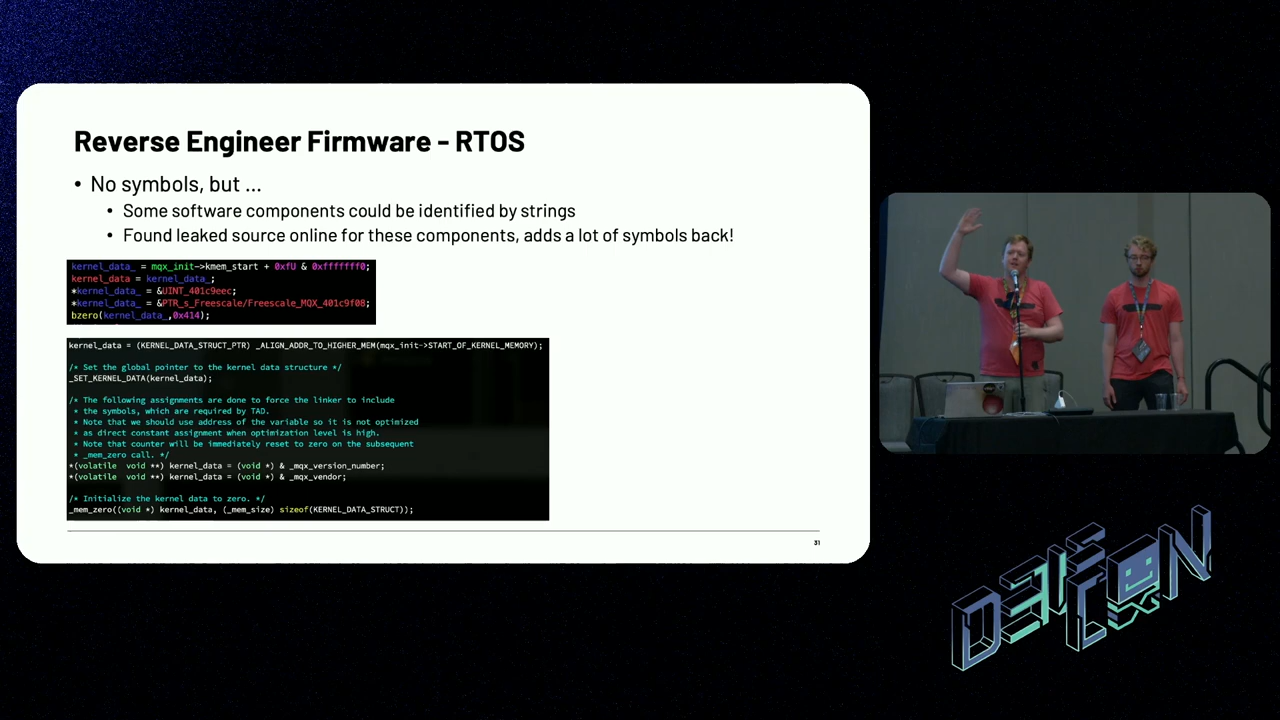 Reverse Engineer Firmware - RTOS
• No symbols, but ...
• Some software components could be identified by strings
• Found leaked source online for these components, adds a lot of symbols back!
kernel_data_ = mqx_init->kmem_start + 0xfU & 0xfffffff0;
kernel_data = kernel_data_;
*kernel_data_ = &UINT_401c9eec;
*kernel_data_ = &PTR_s_Freescale/Freescale_MQX_401c9f08;
bzero(kernel_data_,0x414);
kernel_data = (KERNEL_DATA_STRUCT_PTR) _ALIGN_ADDR_TO_HIGHER_MEM(mqx_init->START_OF_KERNEL_MEMORY);
/* Set the global pointer to the kernel data structure */
_SET_KERNEL_DATA(kernel_data);
/* The following assignments are done to force the linker to include
* the symbols, which are required by TAD.
* Note that we should use address of the variable so it is not optimized
* as direct constant assignment when optimization level is high.
* Note that counter will be immediately reset to zero on the subsequent
* _mem_zero call. */
*(volatile void **) kernel_data = (void *) & _mqx_version_number;
*(volatile void **) kernel_data = (void *) & _mqx_vendor;
/* Initialize the kernel data to zero. */
_mem_zero((void *) kernel_data, (_mem_size) sizeof(KERNEL_DATA_STRUCT));
31
DEF CON